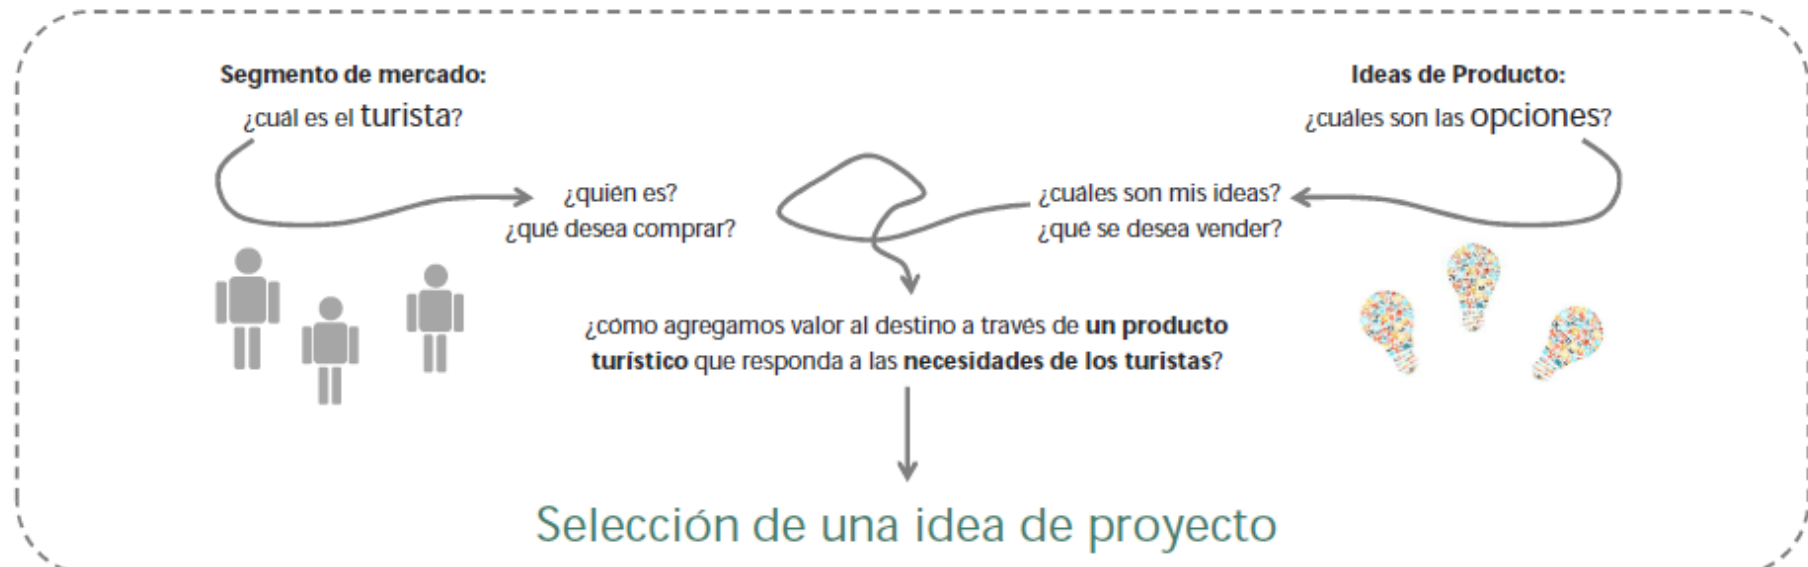 Segmento de mercado:
¿cuál es el turista?
¿quién es?
¿qué desea comprar?
Ideas de Producto:
¿cuáles son las opciones?
¿cuáles son mis ideas?
¿qué se desea vender?
¿cómo agregamos valor al destino a través de un producto
turístico que responda a las necesidades de los turistas?
Selección de una idea de proyecto